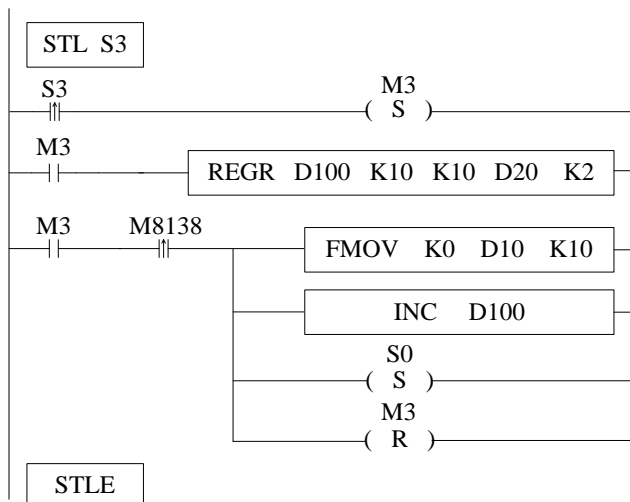 STL S3
S3 M3
S
M3
REGR D100 K10 K10 D20 K2
M3 M8138
FMOV K0 D10 K10
INC D100
S0
S
M3
R
STLE